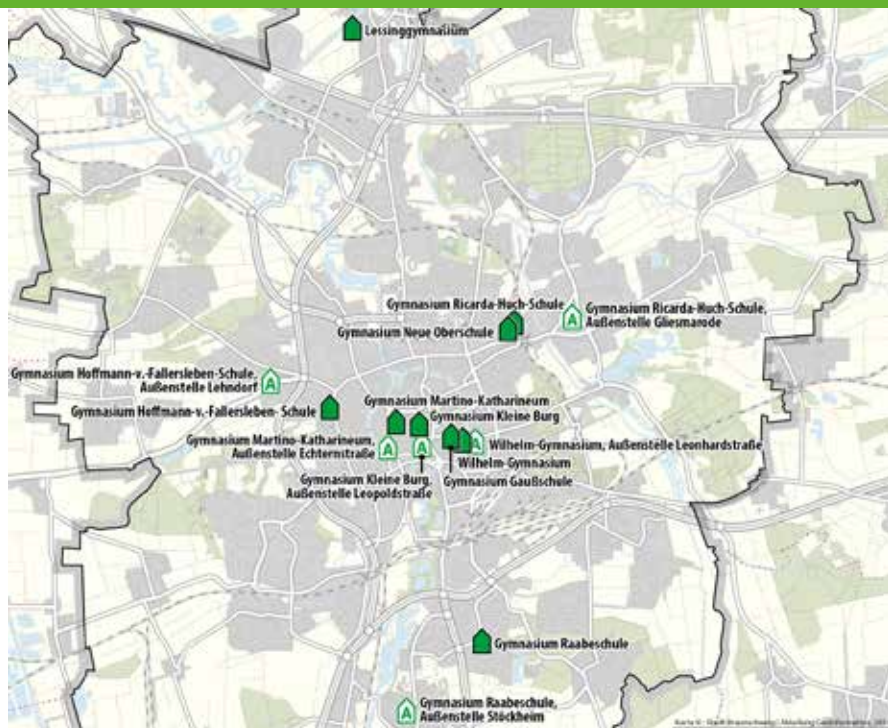 Lessinggymnasium
Gymnasium Ricarda-Huch-Schule
Gymnasium Ricarda-Huch-Schule,
Außenstelle Gliesmarode
Gymnasium Neue Oberschule
Gymnasium Hoffmann-v.-Fallersleben-Schule,
Außenstelle Lehndorf
A
A
Gymnasium Hoffmann-v.-Fallersleben- Schule
Gymnasium Martino-Katharineum
Gymnasium Kleine Burg
Gymnasium Martino-Katharineum,
Außenstelle Echternstraße
A
A
A
Wilhelm-Gymnasium, Außenstelle Leonhardstraße
Wilhelm-Gymnasium
Gymnasium Gaußschule
Gymnasium Kleine Burg,
Außenstelle Leopoldstraße
Gymnasium Raabeschule
A
Gymnasium Raabeschule,
Außenstelle Stöckheim